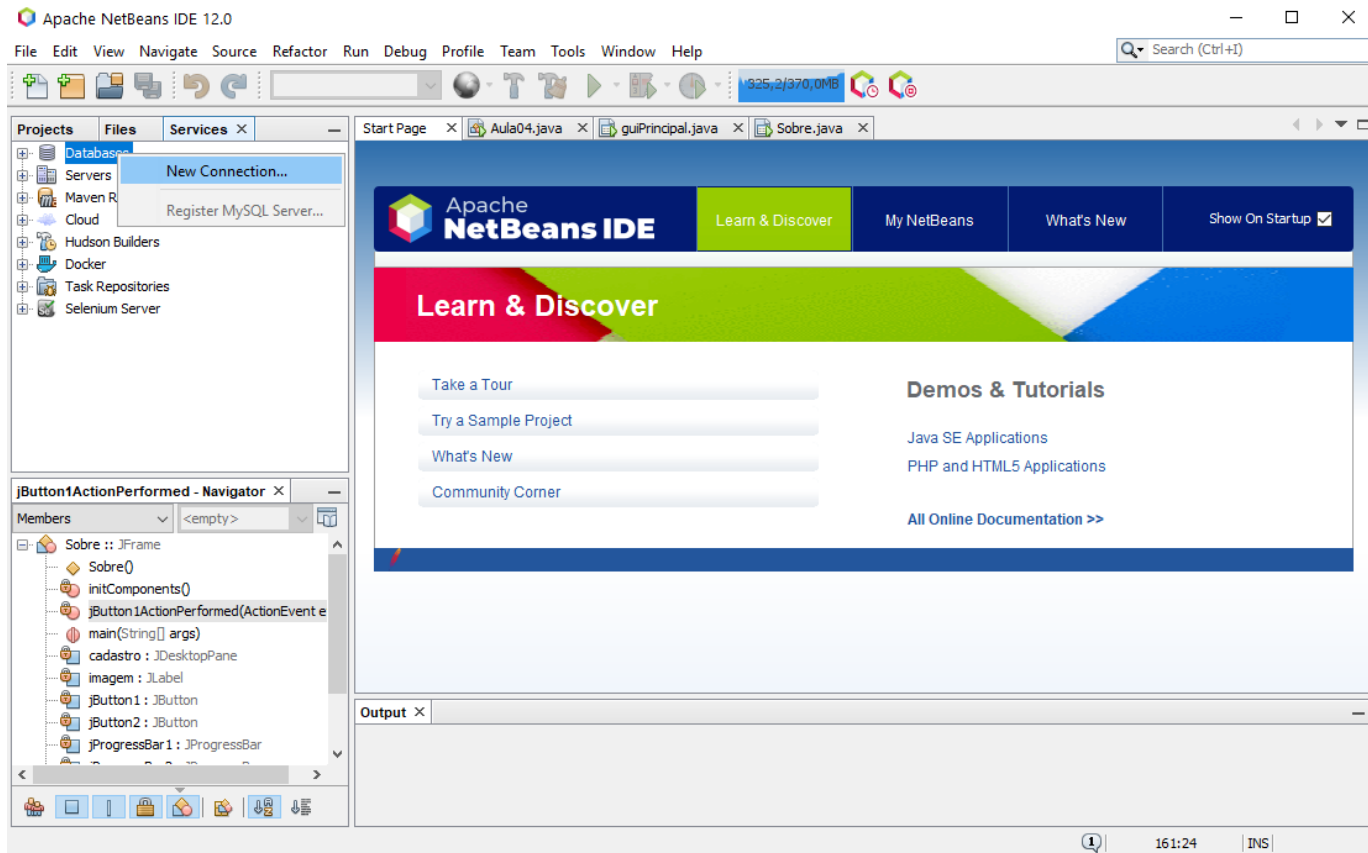 Apache NetBeans IDE 12.0
File Edit View Navigate Source Refactor Run Debug Profile Team Tools Window Help
Search (Ctrl+I)
325,2/370,0MB
Projects Files Services
Start Page Aula04.java guiPrincipal.java Sobre.java
Databases
New Connection...
Servers
Maven R
Register MySQL Server...
Cloud
Hudson Builders
Docker
Task Repositories
Selenium Server
Apache
NetBeans IDE
Learn & Discover
My NetBeans
What's New
Show On Startup
Learn & Discover
Take a Tour
Try a Sample Project
What's New
Community Corner
Demos & Tutorials
Java SE Applications
PHP and HTML5 Applications
All Online Documentation >>
jButton1ActionPerformed - Navigator
Members <empty>
Sobre :: JFrame
Sobre()
initComponents()
jButton1ActionPerformed(ActionEvent e
main(String[] args)
cadastro : JDesktopPane
imagem : JLabel
jButton1 : JButton
jButton2 : JButton
jProgressBar1 : JProgressBar
Output
1 161:24 INS